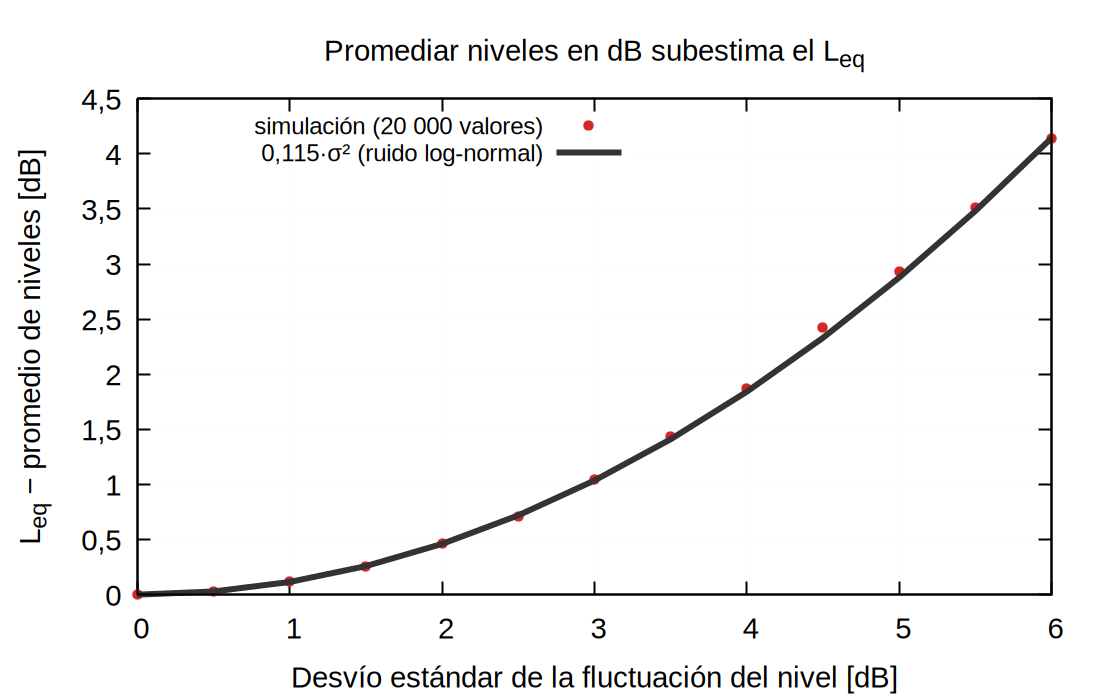 Promediar niveles en dB subestima el Leq
simulación (20 000 valores)
0,115·σ² (ruido log-normal)
Leq − promedio de niveles [dB]
4,5
4
3,5
3
2,5
2
1,5
1
0,5
0
0 1 2 3 4 5 6
Desvío estándar de la fluctuación del nivel [dB]